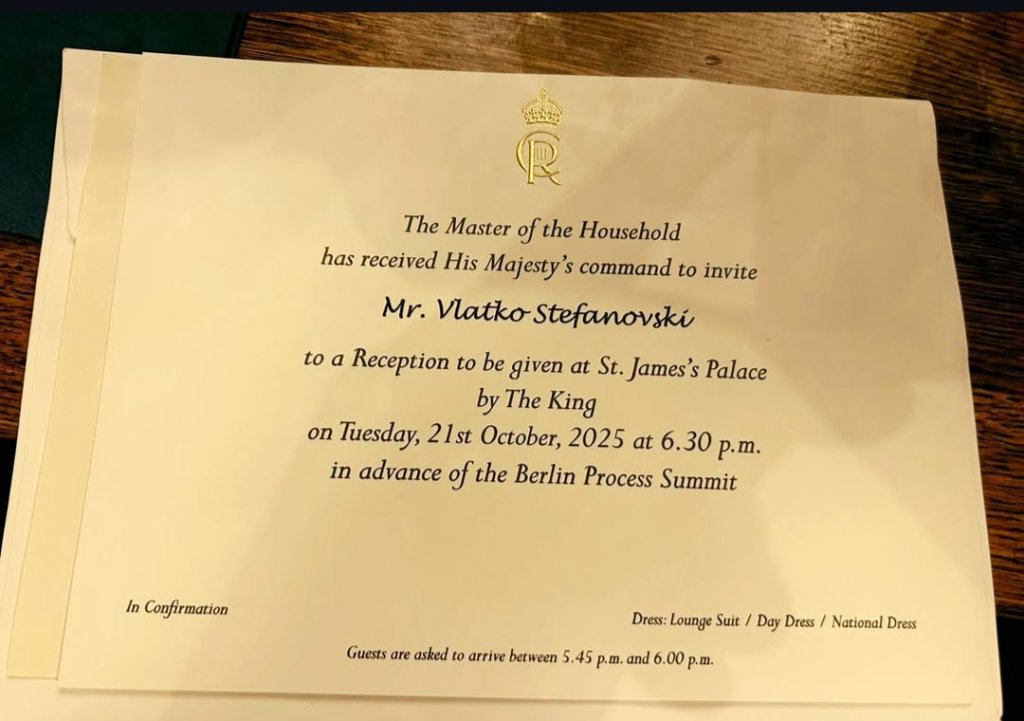 CR III
The Master of the Household
has received His Majesty's command to invite
Mr. Vlatko Stefanovski
to a Reception to be given at St. James's Palace
by The King
on Tuesday, 21st October, 2025 at 6.30 p.m.
in advance of the Berlin Process Summit
In Confirmation
Dress: Lounge Suit / Day Dress / National Dress
Guests are asked to arrive between 5.45 p.m. and 6.00 p.m.